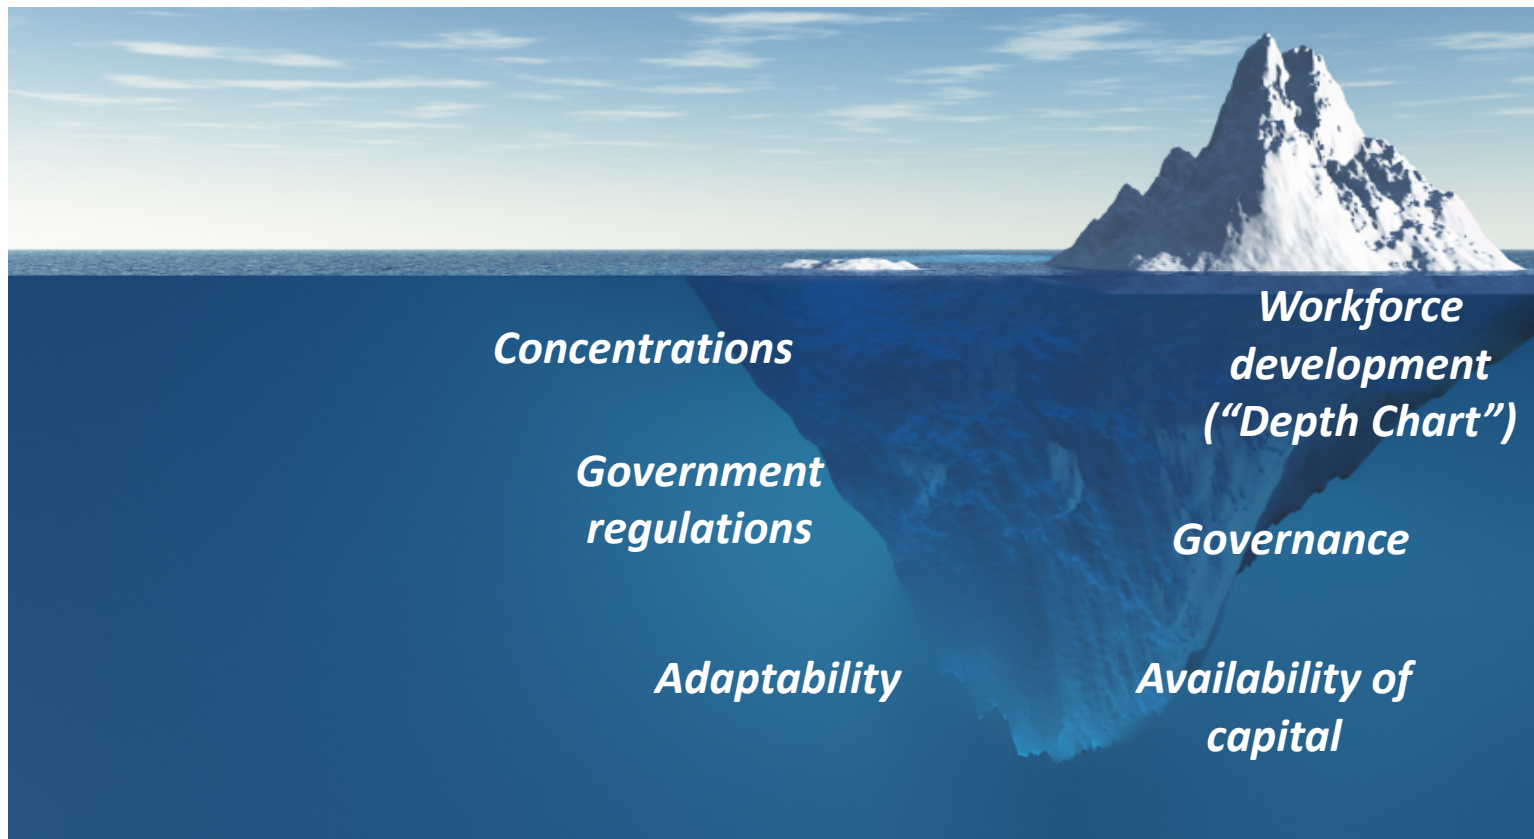 Concentrations
Government
regulations
Adaptability
Workforce
development
(“Depth Chart”)
Governance
Availability of
capital